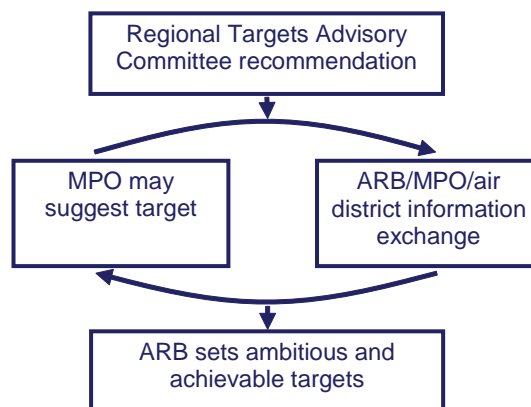 Regional Targets Advisory
Committee recommendation
MPO may
suggest target
ARB/MPO/air
district information
exchange
ARB sets ambitious and
achievable targets